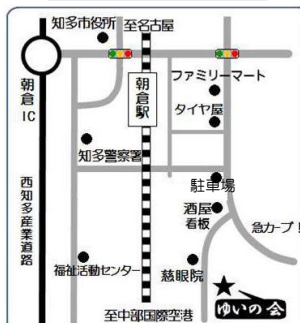 知多市役所
至名古屋
ファミリーマート
タイヤ屋
朝倉IC
朝倉駅
知多警察署
駐車場
酒屋
看板
西知多産業道路
急カーブ！
福祉活動センター
慈眼院
ゆいの会
至中部国際空港